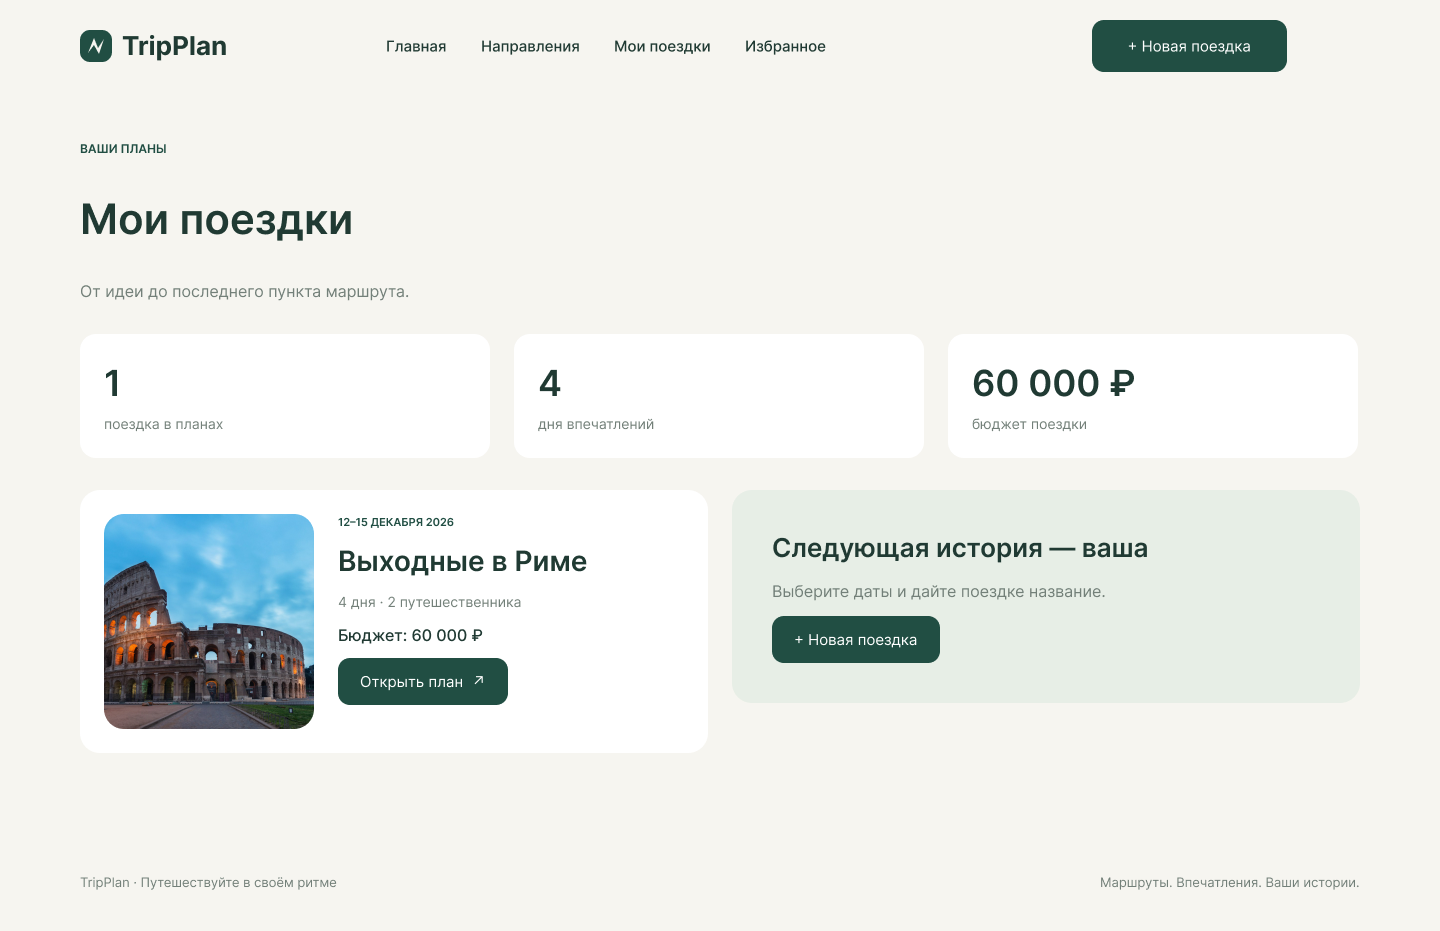 TripPlan
Главная
Направления
Мои поездки
Избранное
+ Новая поездка
ВАШИ ПЛАНЫ
Мои поездки
От идеи до последнего пункта маршрута.
1
поездка в планах
4
дня впечатлений
60 000 ₽
бюджет поездки
12–15 ДЕКАБРЯ 2026
Выходные в Риме
4 дня · 2 путешественника
Бюджет: 60 000 ₽
Открыть план ↗
Следующая история — ваша
Выберите даты и дайте поездке название.
+ Новая поездка
TripPlan · Путешествуйте в своём ритме
Маршруты. Впечатления. Ваши истории.